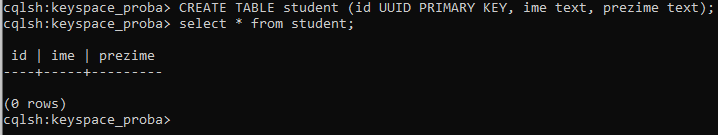 cqlsh:keyspace_proba> CREATE TABLE student (id UUID PRIMARY KEY, ime text, prezime text);
cqlsh:keyspace_proba> select * from student;
 id | ime | prezime
----+-----+---------
(0 rows)
cqlsh:keyspace_proba>